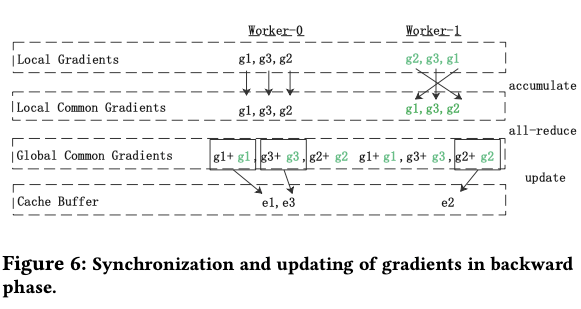 Worker-0 Worker-1
Local Gradients g1,g3,g2 g2,g3,g1
accumulate
Local Common Gradients g1,g3,g2 g1,g3,g2
all-reduce
Global Common Gradients g1+ g1,g3+ g3,g2+ g2 g1+ g1,g3+ g3,g2+ g2
update
Cache Buffer e1,e3 e2
Figure 6: Synchronization and updating of gradients in backward
phase.